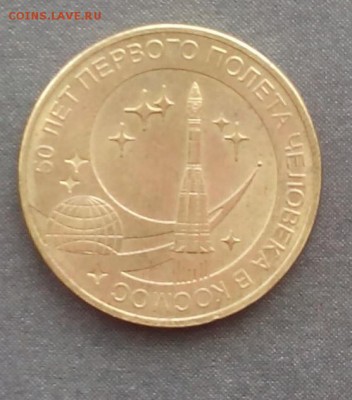 COINS.LAVE.RU
50 ЛЕТ ПЕРВОГО ПОЛЕТА ЧЕЛОВЕКА В КОСМОС